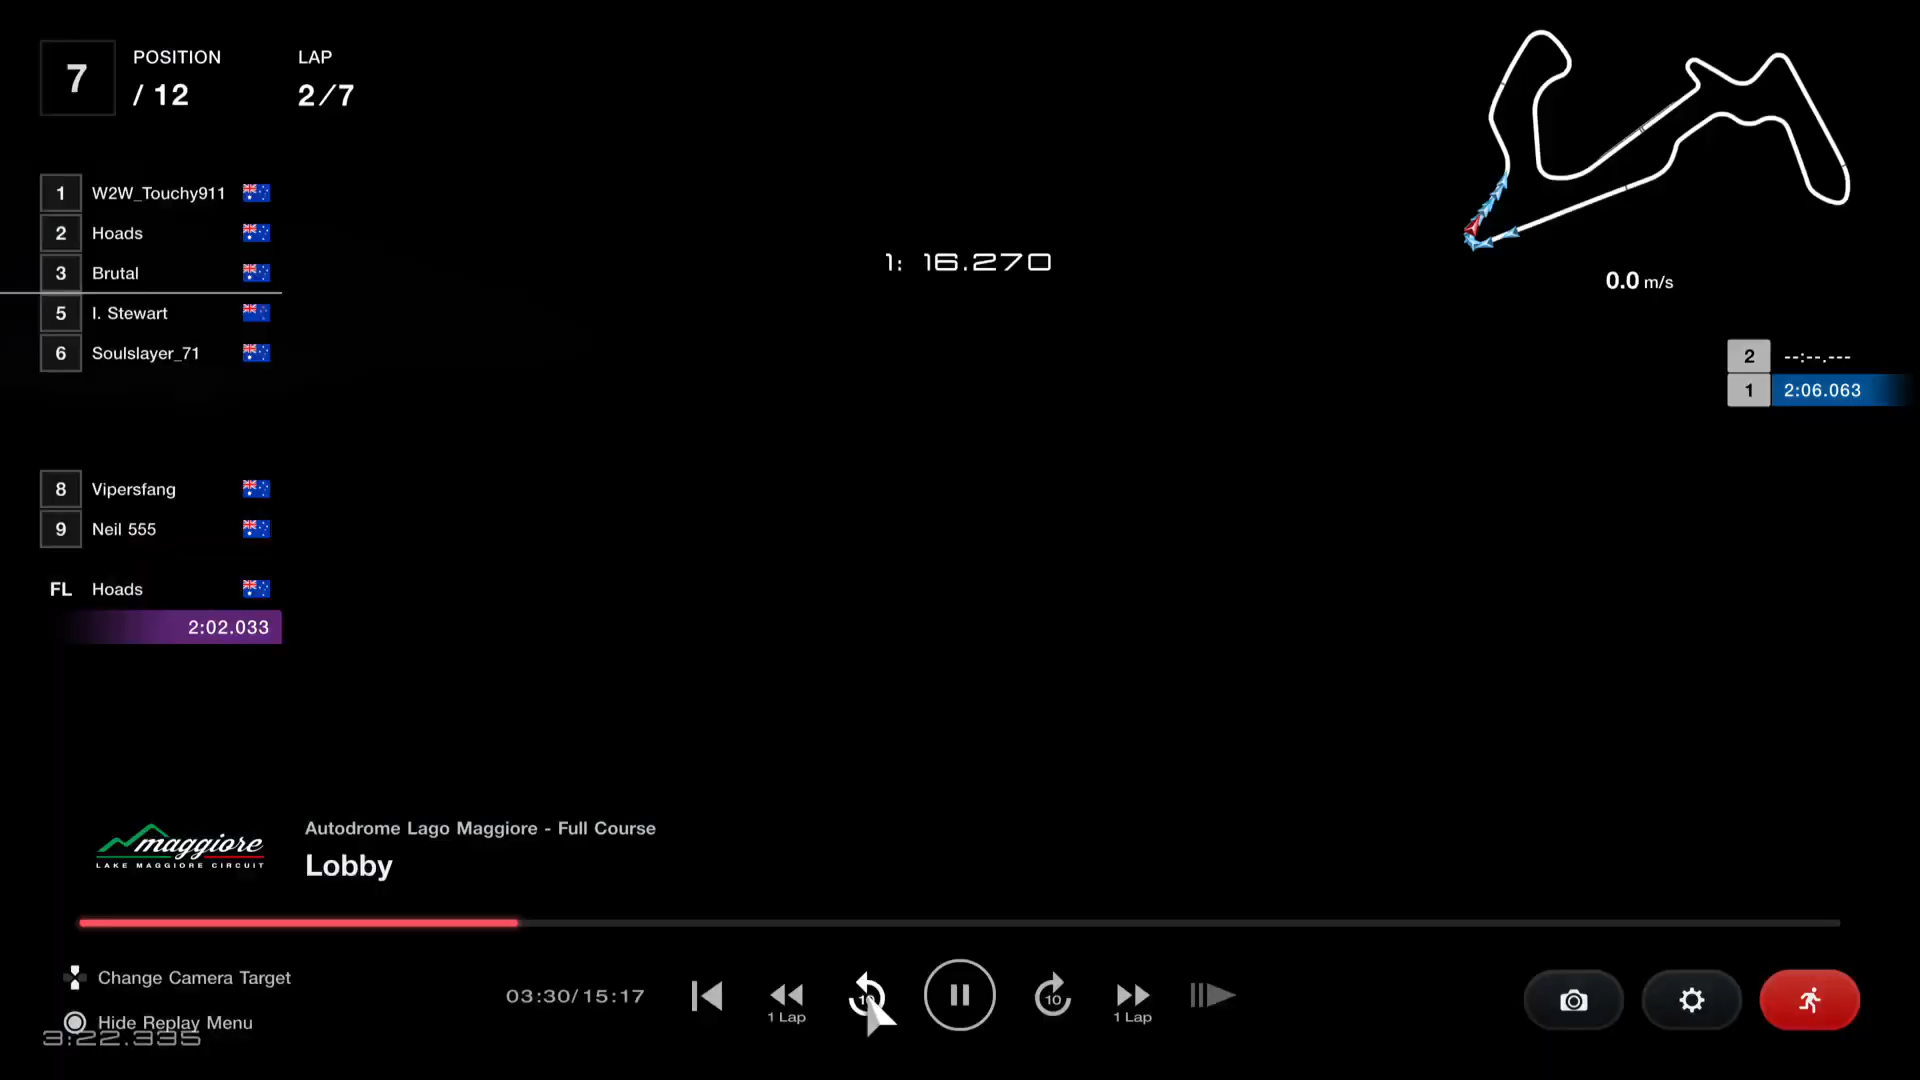 7
POSITION
/ 12
LAP
2/7
1 W2W_Touchy911
2 Hoads
3 Brutal
5 I. Stewart
6 Soulslayer_71
8 Vipersfang
9 Neil 555
FL Hoads
2:02.033
1: 16.270
0.0 m/s
2 --:--.---
1 2:06.063
maggiore
LAKE MAGGIORE CIRCUIT
Autodrome Lago Maggiore - Full Course
Lobby
Change Camera Target
Hide Replay Menu
3:22.335
03:30/15:17
1 Lap
10
10
1 Lap